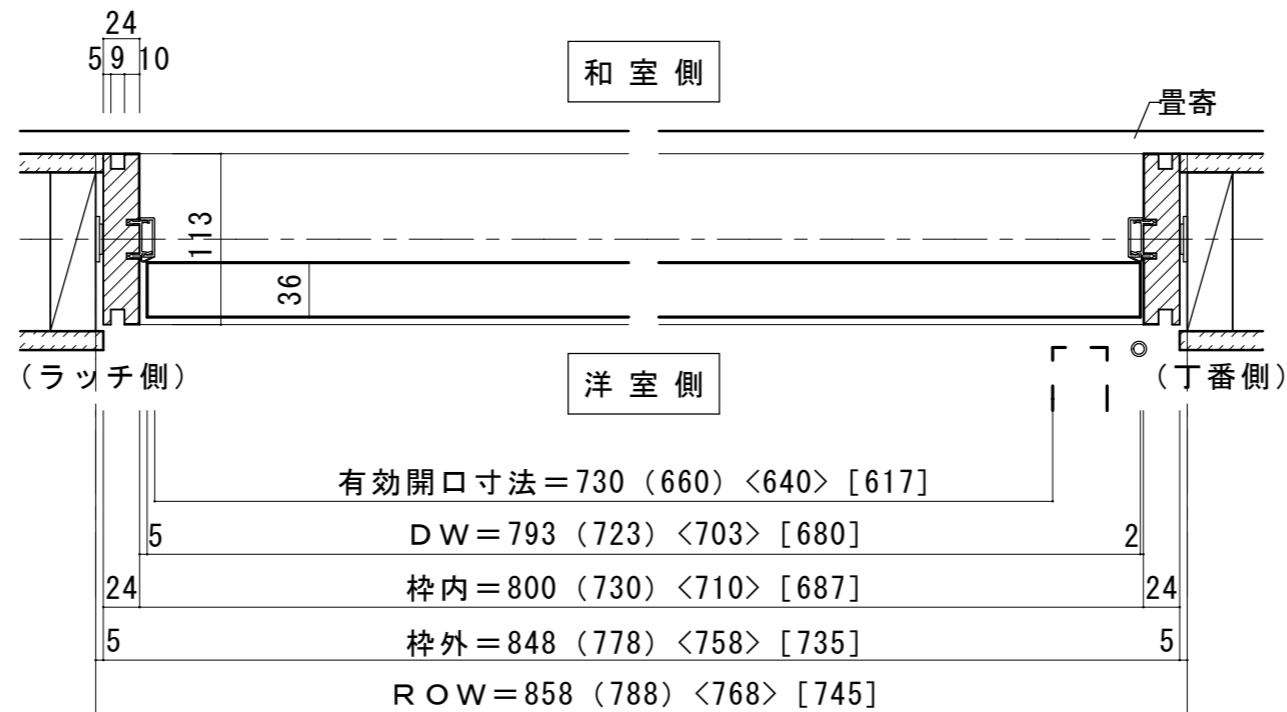 24
5 9 10
和室側
畳寄
113
36
(ラッチ側)
洋室側
(丁番側)
有効開口寸法=730 (660) <640> [617]
5 DW=793 (723) <703> [680] 2
24 枠内=800 (730) <710> [687] 24
5 枠外=848 (778) <758> [735] 5
ROW=858 (788) <768> [745]